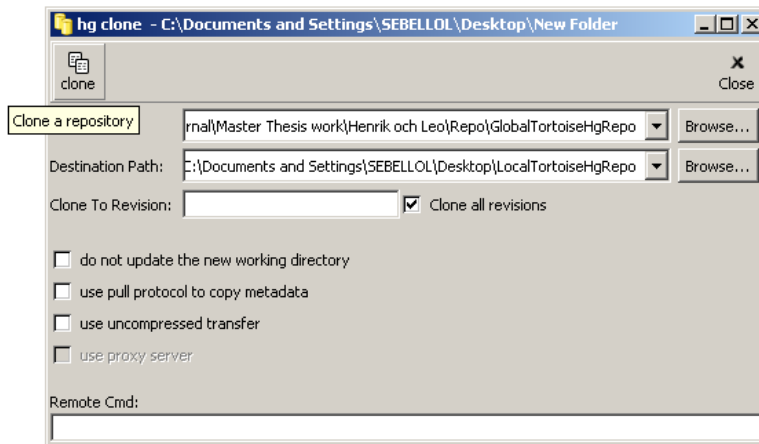 hg clone - C:\Documents and Settings\SEBELLOL\Desktop\New Folder
clone
Close
Clone a repository
rnal\Master Thesis work\Henrik och Leo\Repo\GlobalTortoiseHgRepo
Browse...
Destination Path:
C:\Documents and Settings\SEBELLOL\Desktop\LocalTortoiseHgRepo
Browse...
Clone To Revision:
Clone all revisions
do not update the new working directory
use pull protocol to copy metadata
use uncompressed transfer
use proxy server
Remote Cmd: